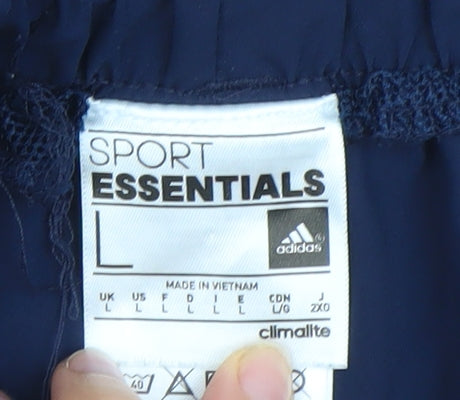 SPORT
ESSENTIALS
L
adidas
MADE IN VIETNAM
UK US F D I E CDN J
L L L L L L L/G 2XO
climalite
40